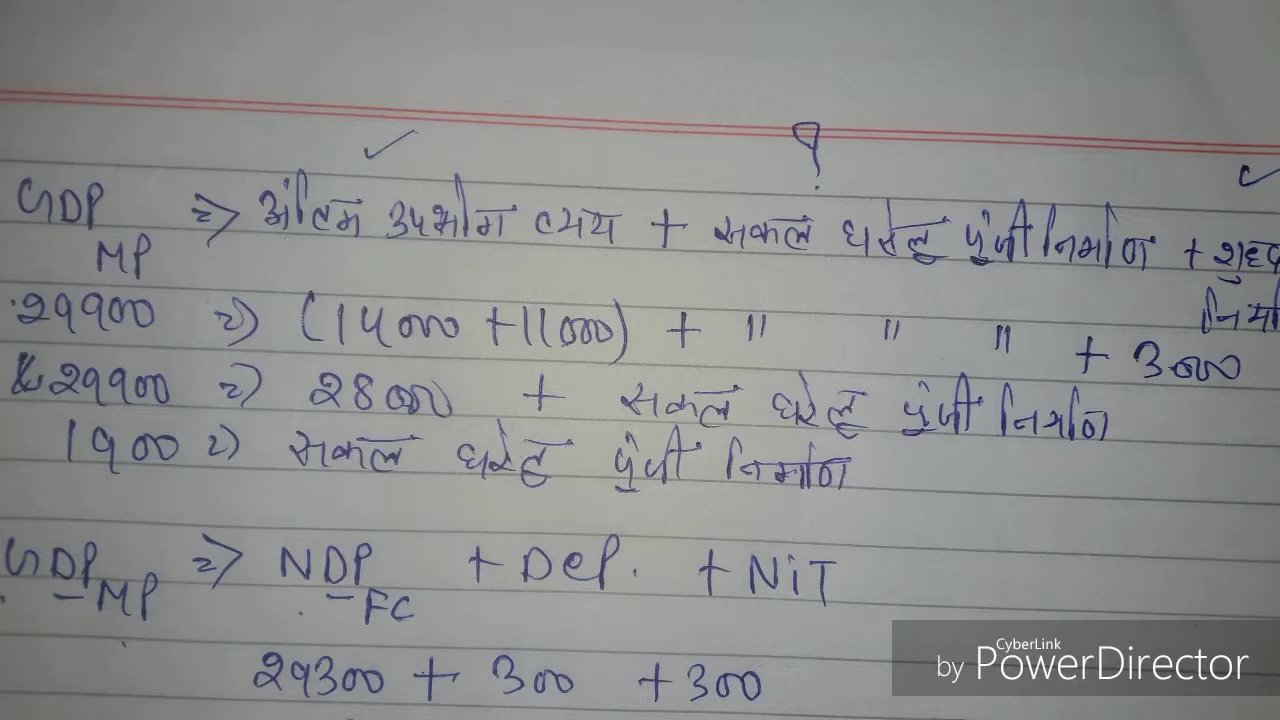 ?
GDP MP => अंतिम उपभोग व्यय + सकल घरेलु पुंजी निर्माण + शुद्द
निर्या
29900 => (14000 + 11000) + " " " + 3000
29900 => 28000 + सकल घरेलू पुंजी निर्माण
1900 => सकल घरेलु पुंजी निर्माण
GDP MP => NDP FC + Dep. + NiT
29300 + 300 + 300
by CyberLink PowerDirector